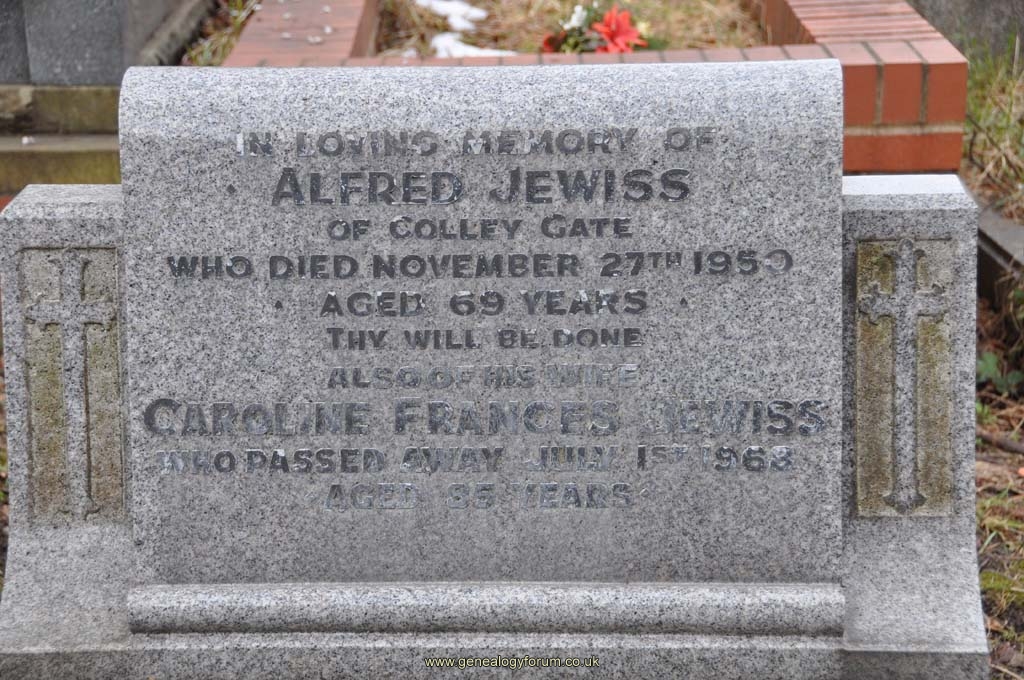 IN LOVING MEMORY OF
ALFRED JEWISS
OF COLLEY GATE
WHO DIED NOVEMBER 27TH 1950
AGED 69 YEARS
THY WILL BE DONE
ALSO OF HIS WIFE
CAROLINE FRANCES JEWISS
WHO PASSED AWAY JULY 1ST 1968
AGED 85 YEARS
www.genealogyforum.co.uk